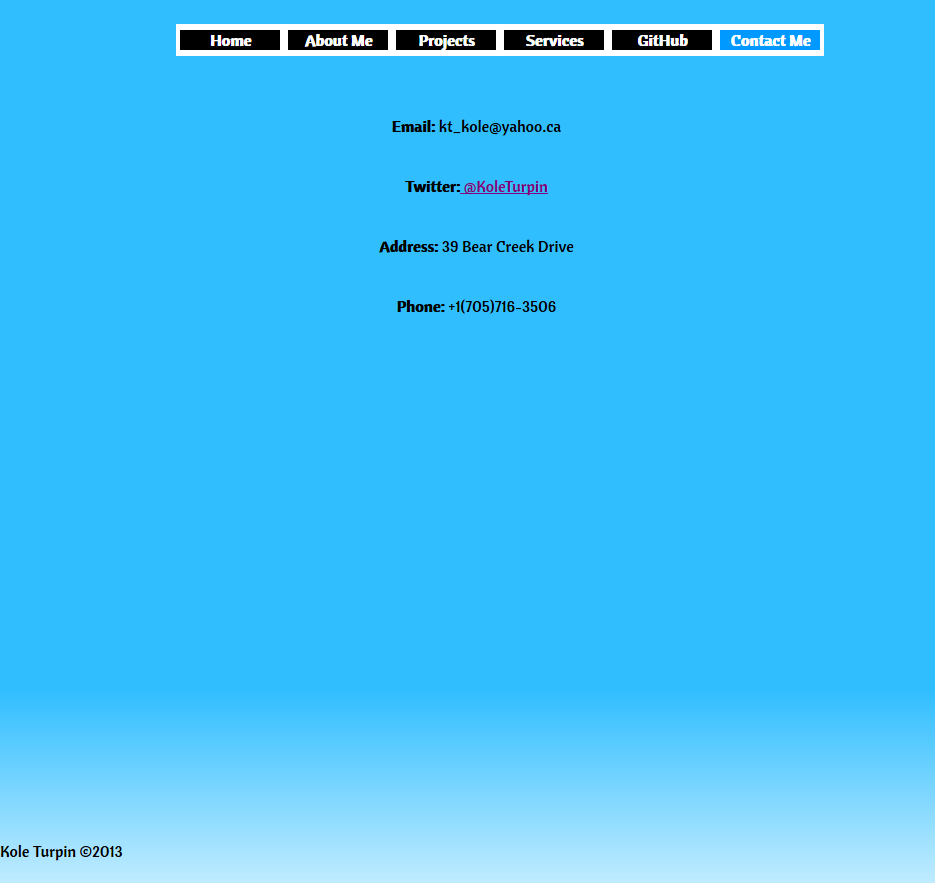 Home About Me Projects Services GitHub Contact Me
Email: kt_kole@yahoo.ca
Twitter: @KoleTurpin
Address: 39 Bear Creek Drive
Phone: +1(705)716-3506
Kole Turpin ©2013